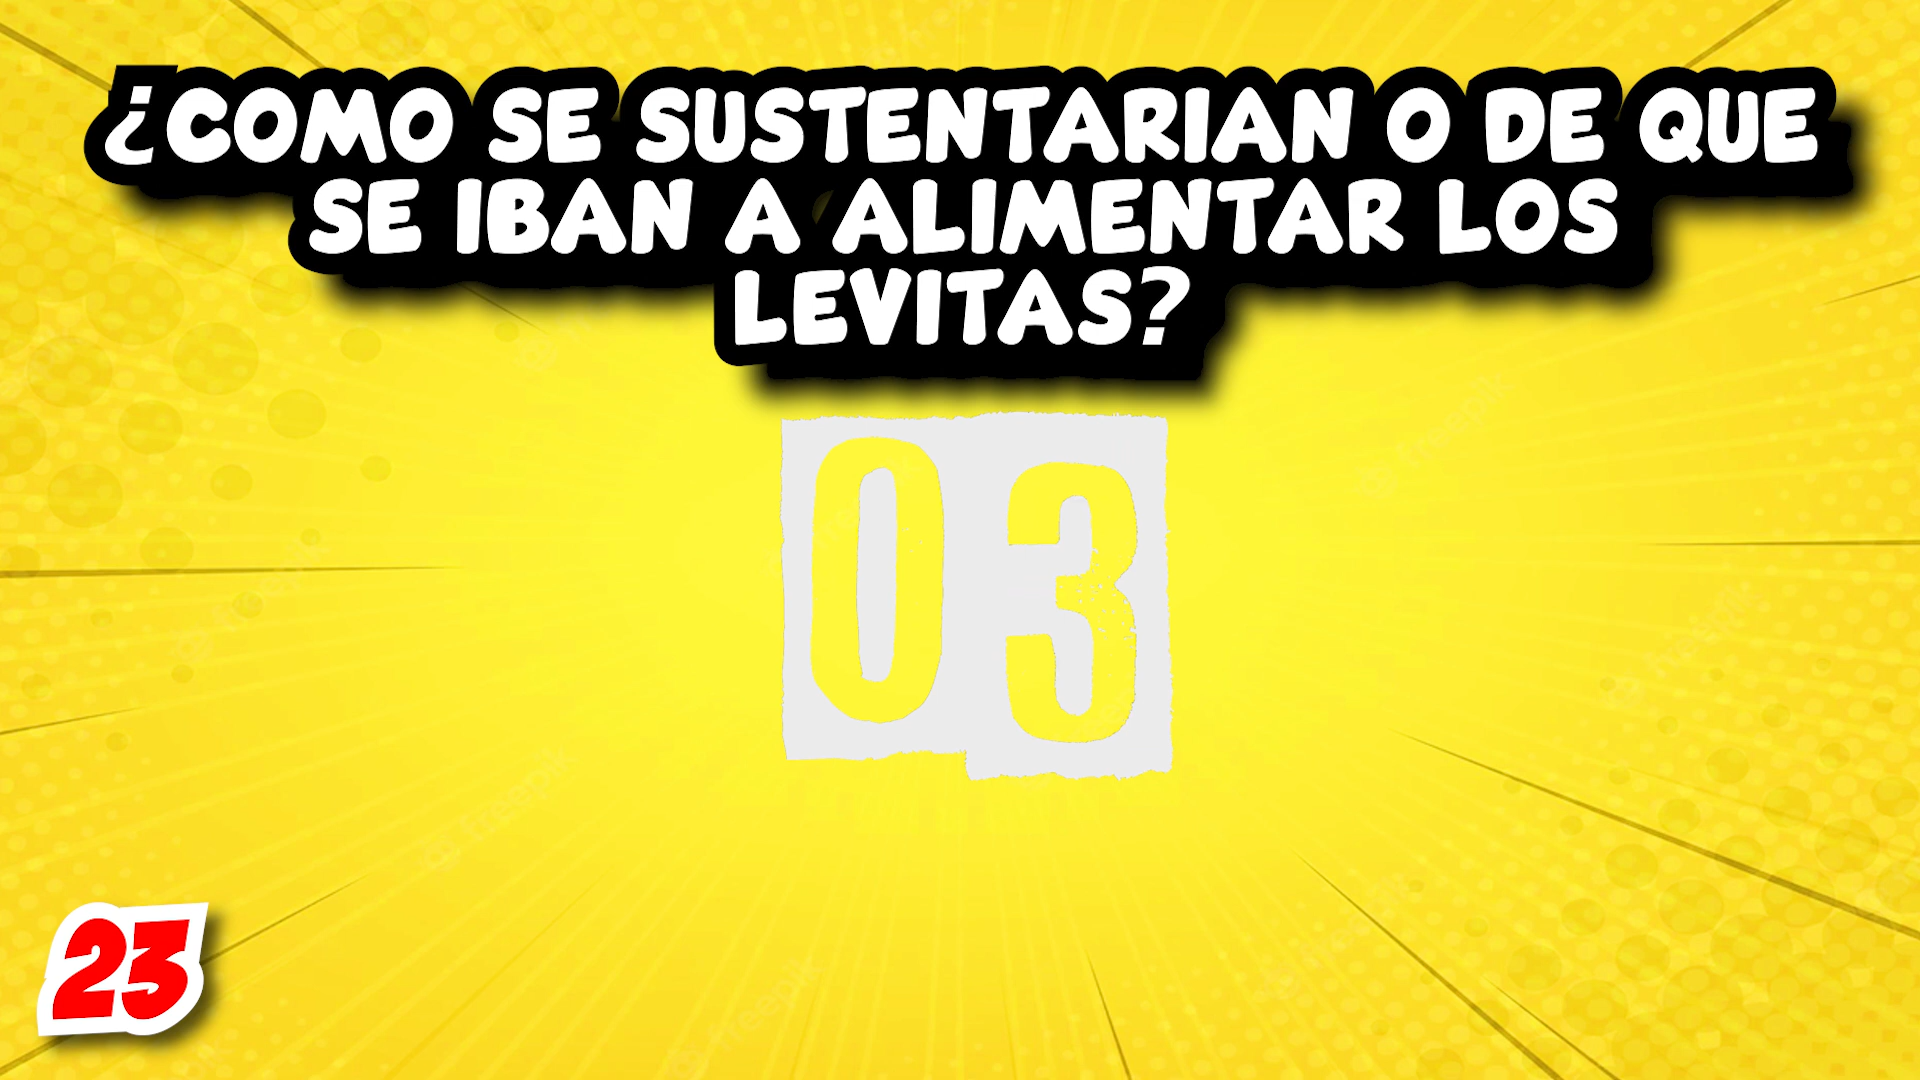 ¿COMO SE SUSTENTARIAN O DE QUE
SE IBAN A ALIMENTAR LOS
LEVITAS?
03
23